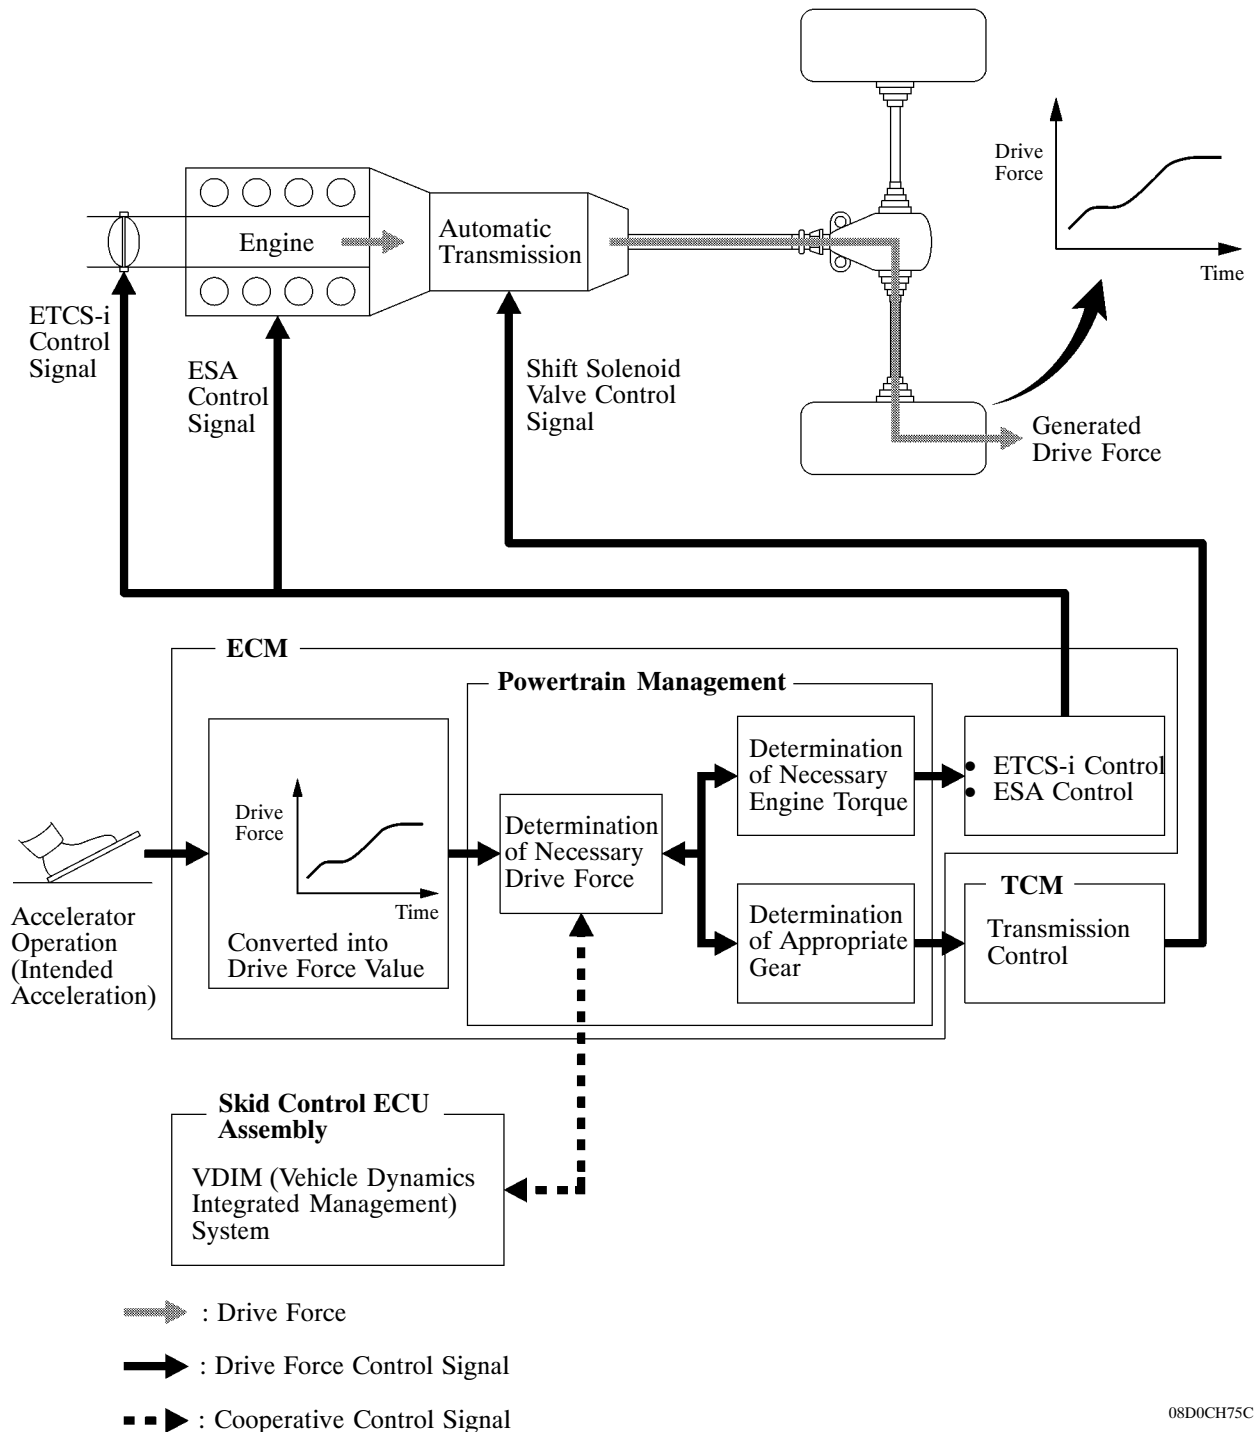 Drive
Force
Time
Engine
Automatic
Transmission
ETCS-i
Control
Signal
ESA
Control
Signal
Shift Solenoid
Valve Control
Signal
Generated
Drive Force
ECM
Powertrain Management
Drive
Force
Time
Converted into
Drive Force Value
Accelerator
Operation
(Intended
Acceleration)
Determination
of Necessary
Drive Force
Determination
of Necessary
Engine Torque
• ETCS-i Control
• ESA Control
Determination
of Appropriate
Gear
TCM
Transmission
Control
Skid Control ECU
Assembly
VDIM (Vehicle Dynamics
Integrated Management)
System
: Drive Force
: Drive Force Control Signal
: Cooperative Control Signal
08D0CH75C